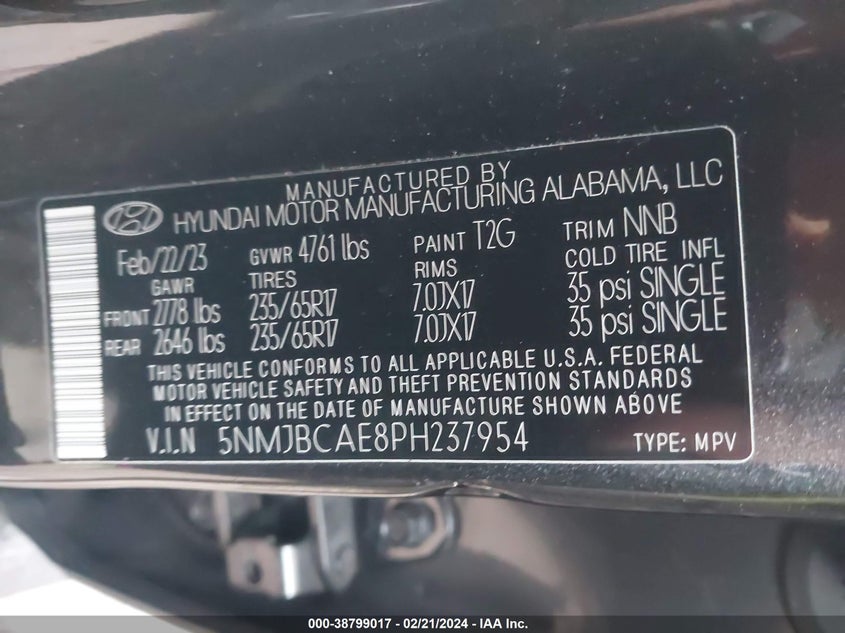 MANUFACTURED BY
HYUNDAI MOTOR MANUFACTURING ALABAMA, LLC
Feb/22/23 GVWR 4761 lbs PAINT T2G TRIM NNB
GAWR TIRES RIMS COLD TIRE INFL
FRONT 2778 lbs 235/65R17 7.0JX17 35 psi SINGLE
REAR 2646 lbs 235/65R17 7.0JX17 35 psi SINGLE
THIS VEHICLE CONFORMS TO ALL APPLICABLE U.S.A. FEDERAL
MOTOR VEHICLE SAFETY AND THEFT PREVENTION STANDARDS
IN EFFECT ON THE DATE OF MANUFACTURE SHOWN ABOVE
V.I.N 5NMJBCAE8PH237954 TYPE: MPV
000-38799017 / 02/21/2024 / IAA Inc.